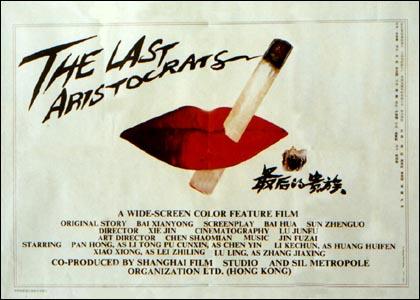 THE LAST
ARISTOCRATS
最后的贵族
A WIDE-SCREEN COLOR FEATURE FILM
ORIGINAL STORY BAI XIANYONG SCREENPLAY BAI HUA SUN ZHENGUO
DIRECTOR XIE JIN CINEMATOGRAPHY LU JUNFU
ART DIRECTOR CHEN SHAOMIAN MUSIC JIN FUZAI
STARRING PAN HONG, AS LI TONG PU CUNXIN, AS CHEN YIN LI KECHUN, AS HUANG HUIFEN
XIAO XIONG, AS LEI ZHILING LU LING, AS ZHANG JIAXING
CO-PRODUCED BY SHANGHAI FILM STUDIO AND SIL METROPOLE
ORGANIZATION LTD. (HONG KONG)